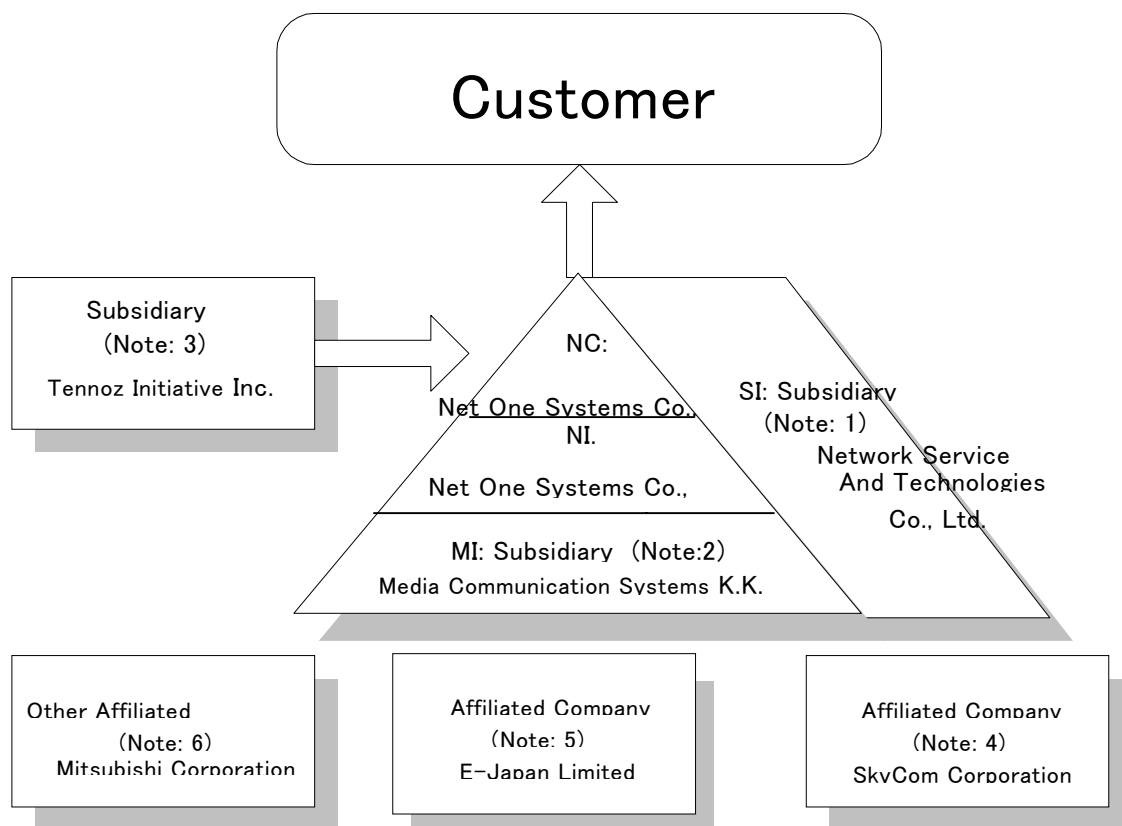 Customer
Subsidiary
(Note: 3)
Tennoz Initiative Inc.
NC:
Net One Systems Co.,
NI.
Net One Systems Co.,
MI: Subsidiary (Note:2)
Media Communication Systems K.K.
SI: Subsidiary
(Note: 1)
Network Service
And Technologies
Co., Ltd.
Other Affiliated
(Note: 6)
Mitsubishi Corporation
Affiliated Company
(Note: 5)
E-Japan Limited
Affiliated Company
(Note: 4)
SkyCom Corporation